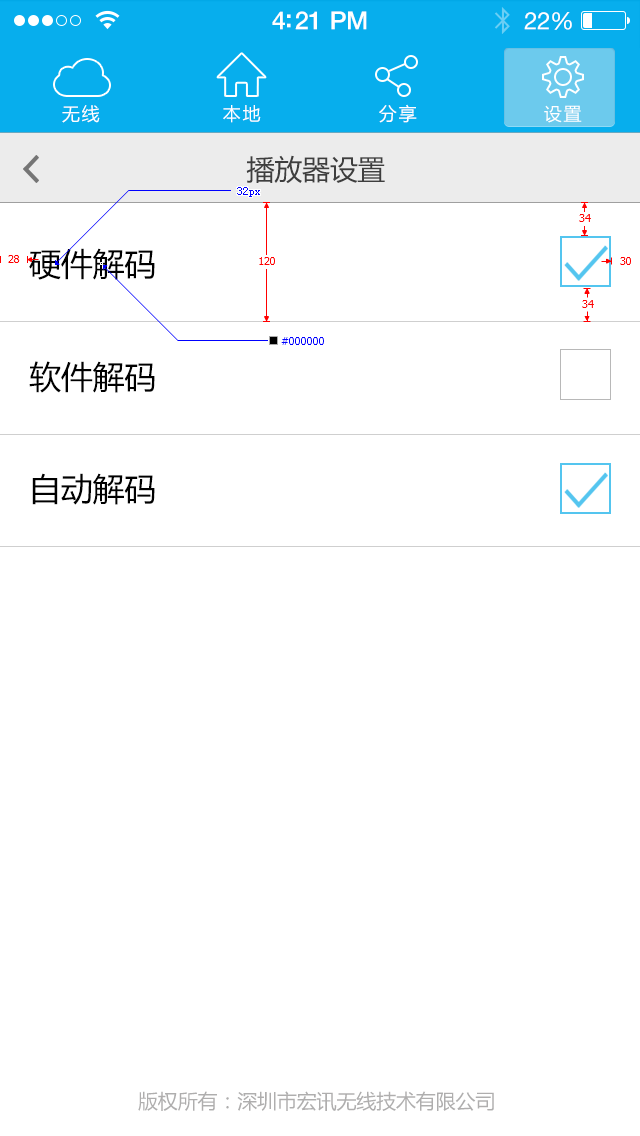 4:21 PM 22%
无线 本地 分享 设置
播放器设置
32px
34
硬件解码
28 120 30
34
#000000
软件解码
自动解码
版权所有：深圳市宏讯无线技术有限公司